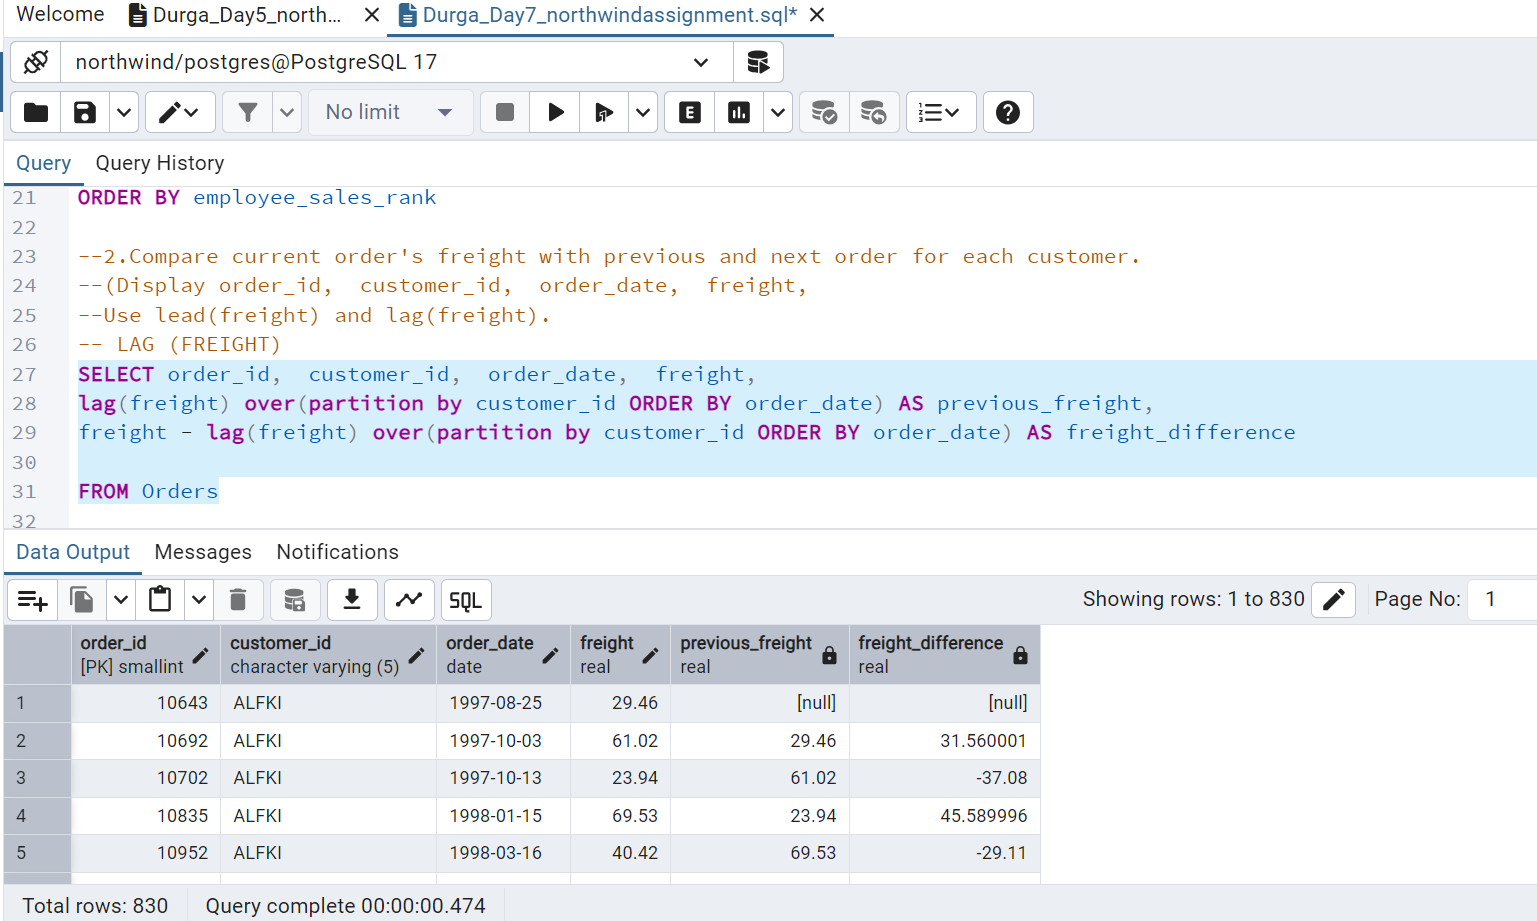 Welcome Durga_Day5_north... Durga_Day7_northwindassignment.sql*
northwind/postgres@PostgreSQL 17
No limit E
Query Query History
21 ORDER BY employee_sales_rank
22
23 --2.Compare current order's freight with previous and next order for each customer.
24 --(Display order_id,  customer_id,  order_date,  freight,
25 --Use lead(freight) and lag(freight).
26 -- LAG (FREIGHT)
27 SELECT order_id,  customer_id,  order_date,  freight,
28 lag(freight) over(partition by customer_id ORDER BY order_date) AS previous_freight,
29 freight - lag(freight) over(partition by customer_id ORDER BY order_date) AS freight_difference
30
31 FROM Orders
32
Data Output Messages Notifications
SQL Showing rows: 1 to 830 Page No: 1
order_id customer_id order_date freight previous_freight freight_difference
[PK] smallint character varying (5) date real real real
1 10643 ALFKI 1997-08-25 29.46 [null] [null]
2 10692 ALFKI 1997-10-03 61.02 29.46 31.560001
3 10702 ALFKI 1997-10-13 23.94 61.02 -37.08
4 10835 ALFKI 1998-01-15 69.53 23.94 45.589996
5 10952 ALFKI 1998-03-16 40.42 69.53 -29.11
Total rows: 830 Query complete 00:00:00.474